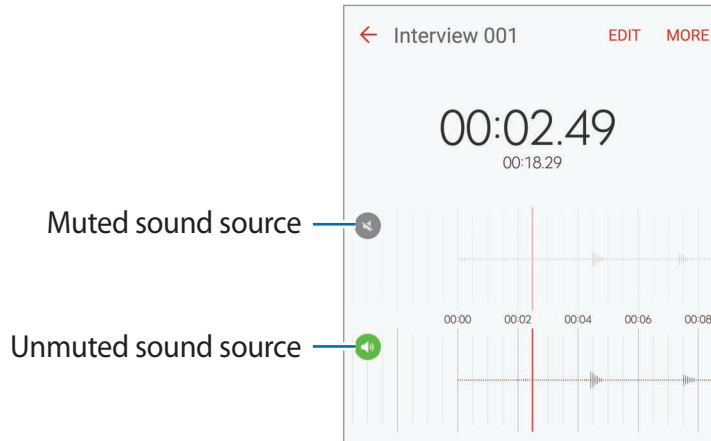 Interview 001 EDIT MORE
00:02.49
00:18.29
Muted sound source
00:00 00:02 00:04 00:06 00:08
Unmuted sound source